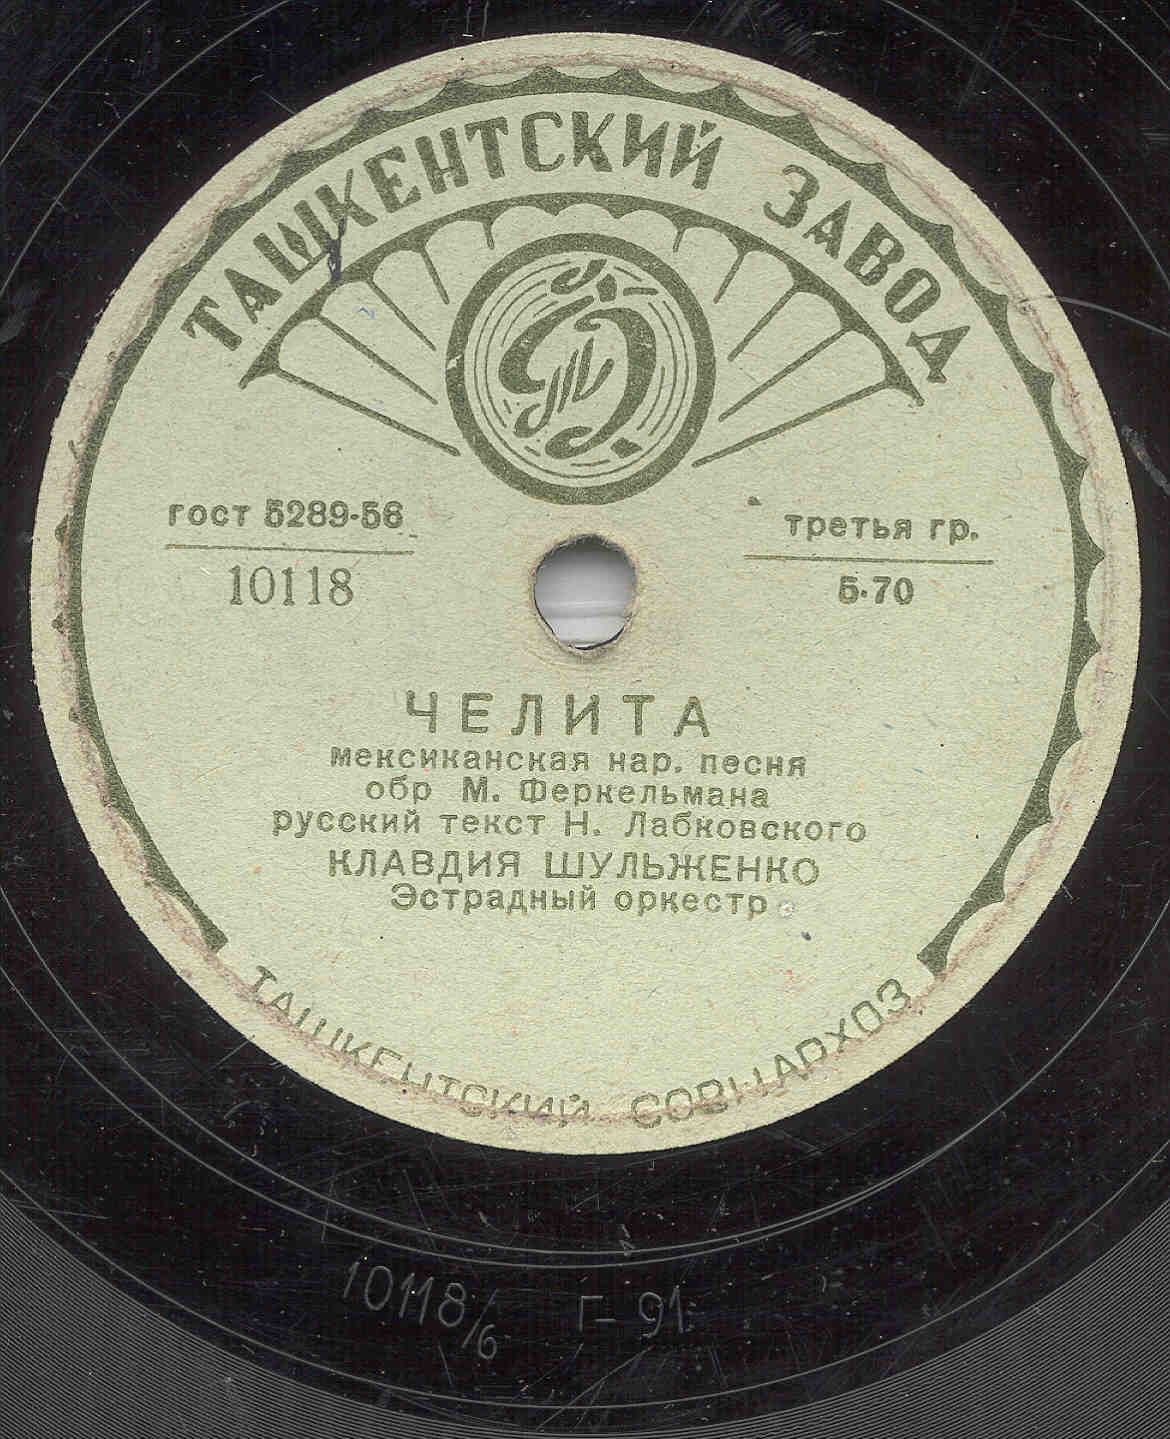 ТАШКЕНТСКИЙ ЗАВОД
гост 5289-56
10118
третья гр.
5-70
ЧЕЛИТА
мексиканская нар. песня
обр М. Феркельмана
русский текст Н. Лабковского
КЛАВДИЯ ШУЛЬЖЕНКО
Эстрадный оркестр
ТАШКЕНТСКИЙ СОВНАРХОЗ
10118/6 Г-91